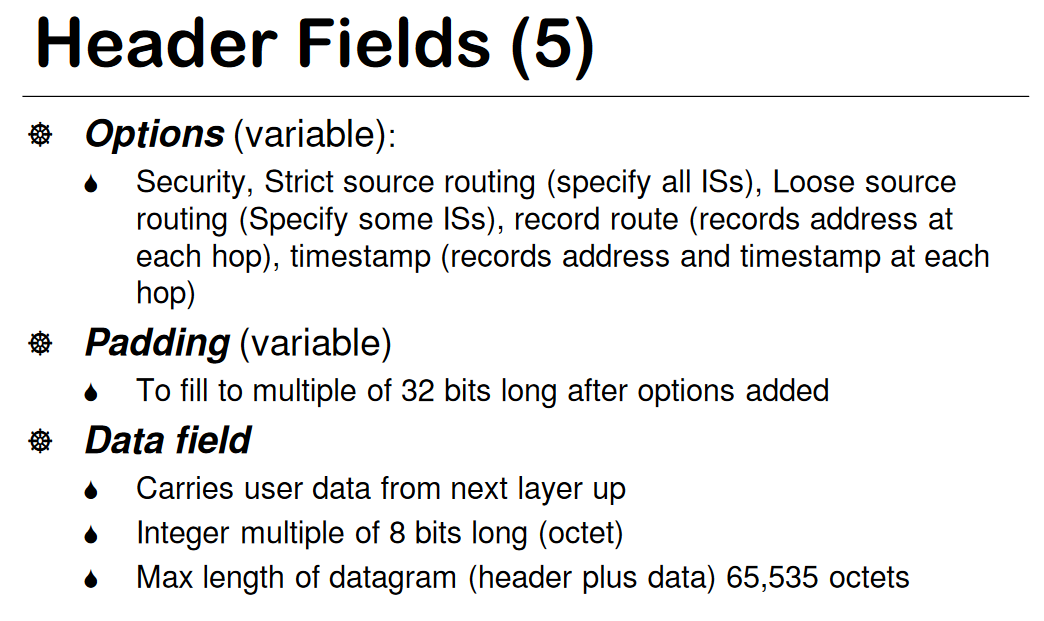 Header Fields (5)
Options (variable):
Security, Strict source routing (specify all ISs), Loose source
routing (Specify some ISs), record route (records address at
each hop), timestamp (records address and timestamp at each
hop)
Padding (variable)
To fill to multiple of 32 bits long after options added
Data field
Carries user data from next layer up
Integer multiple of 8 bits long (octet)
Max length of datagram (header plus data) 65,535 octets